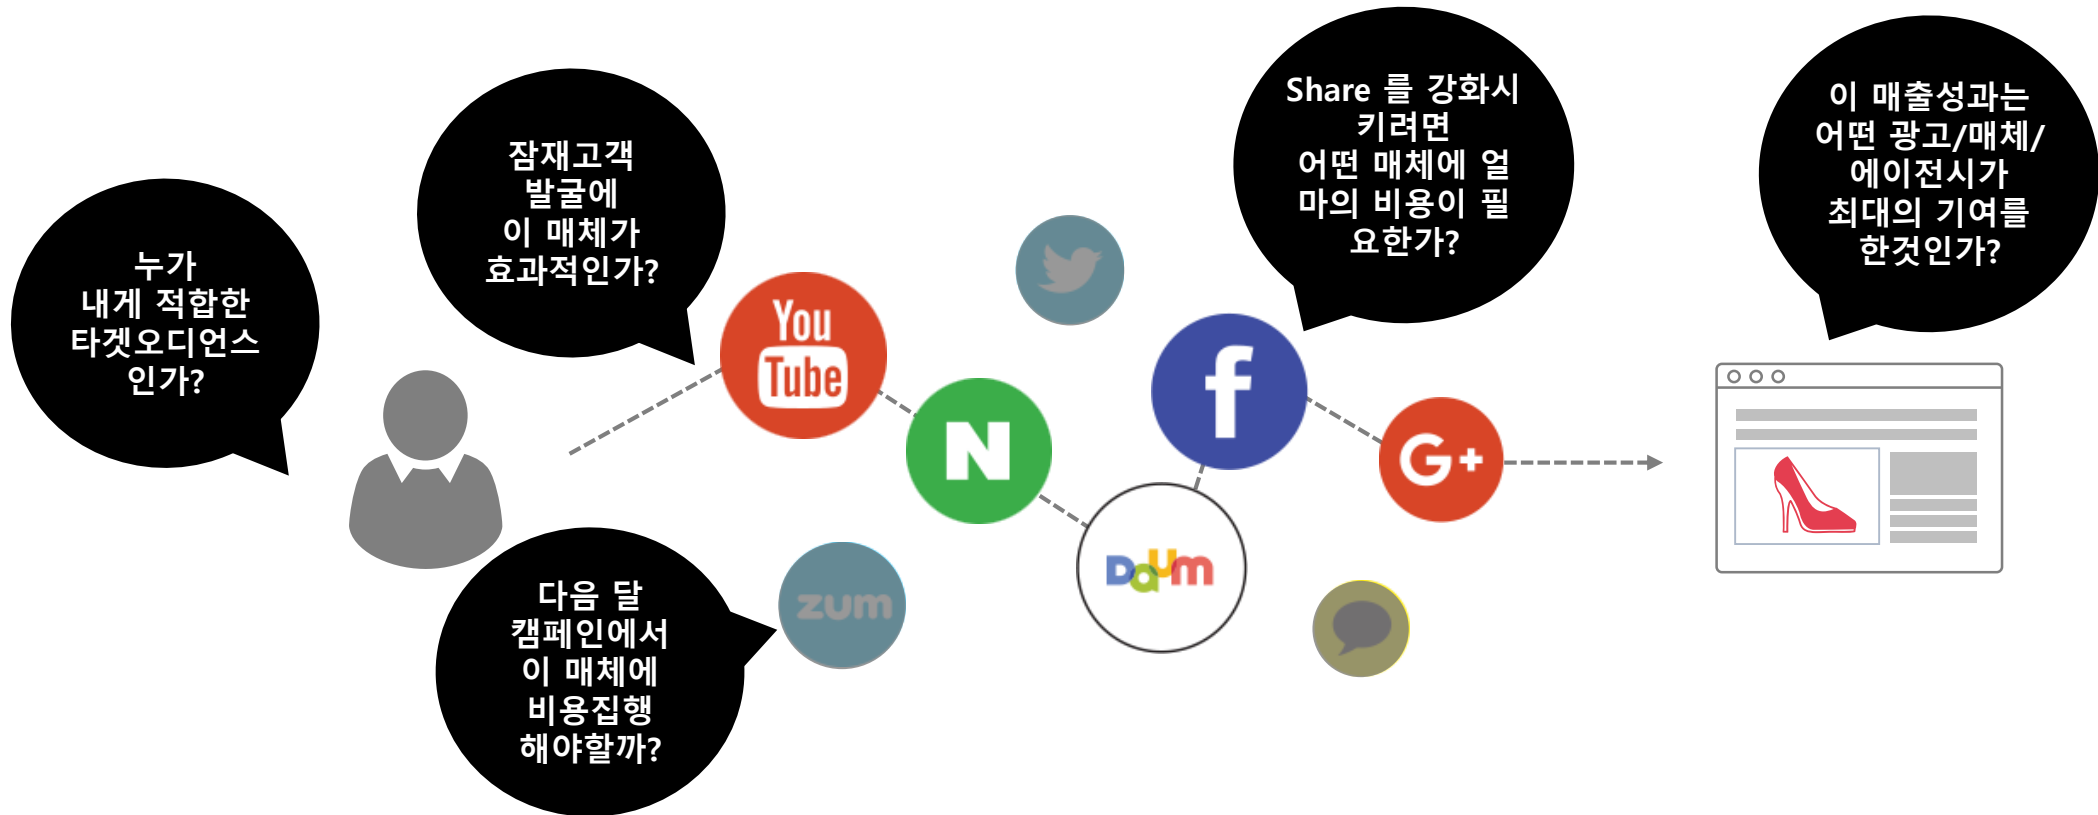 누가
내게 적합한
타겟오디언스
인가?
잠재고객
발굴에
이 매체가
효과적인가?
다음 달
캠페인에서
이 매체에
비용집행
해야할까?
You
Tube
N
zum
Daum
f
G+
Share 를 강화시
키려면
어떤 매체에 얼
마의 비용이 필
요한가?
이 매출성과는
어떤 광고/매체/
에이전시가
최대의 기여를
한것인가?